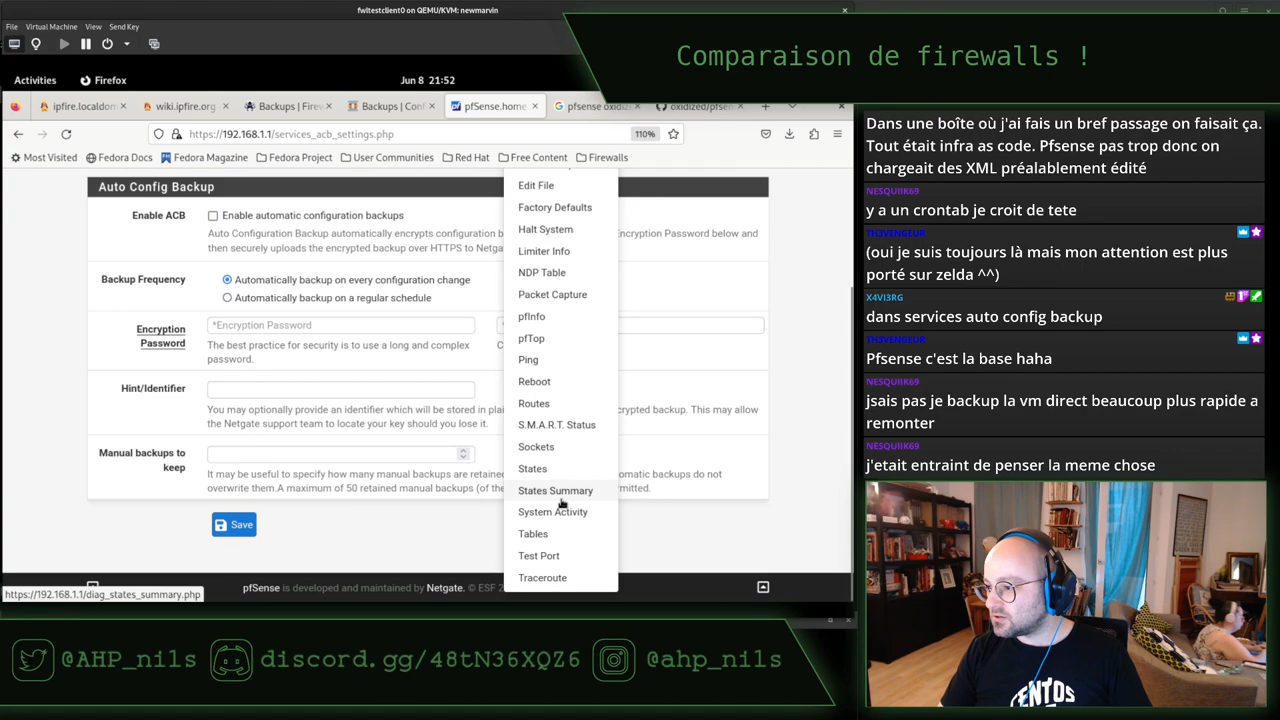 fwltestclient0 on QEMU/KVM: newmarvin
File Virtual Machine View Send Key
Comparaison de firewalls !
Activities Firefox Jun 8 21:52
ipfire.localdom wiki.ipfire.org Backups | Firew Backups | Conf pfSense.home. pfsense oxidiz oxidized/pfsen
https://192.168.1.1/services_acb_settings.php 110%
Most Visited Fedora Docs Fedora Magazine Fedora Project User Communities Red Hat Free Content Firewalls
Auto Config Backup
Enable ACB
Enable automatic configuration backups
Auto Configuration Backup automatically encrypts configuration b
Encryption Password below and
then securely uploads the encrypted backup over HTTPS to Netga
Backup Frequency
Automatically backup on every configuration change
Automatically backup on a regular schedule
Encryption
Password
*Encryption Password
The best practice for security is to use a long and complex
password.
Hint/Identifier
You may optionally provide an identifier which will be stored in plai
crypted backup. This may allow
the Netgate support team to locate your key should you lose it.
Manual backups to
keep
It may be useful to specify how many manual backups are retaine
omatic backups do not
overwrite them.A maximum of 50 retained manual backups (of the
mitted.
Save
Edit File
Factory Defaults
Halt System
Limiter Info
NDP Table
Packet Capture
pfInfo
pfTop
Ping
Reboot
Routes
S.M.A.R.T. Status
Sockets
States
States Summary
System Activity
Tables
Test Port
Traceroute
pfSense is developed and maintained by Netgate. © ESF 2
https://192.168.1.1/diag_states_summary.php
Dans une boîte où j'ai fais un bref passage on faisait ça.
Tout était infra as code. Pfsense pas trop donc on
chargeait des XML préalablement édité
NESQUIIK69
y a un crontab je croit de tete
TH3VENGEUR
(oui je suis toujours là mais mon attention est plus
porté sur zelda ^^)
X4VI3RG
dans services auto config backup
TH3VENGEUR
Pfsense c'est la base haha
NESQUIIK69
jsais pas je backup la vm direct beaucoup plus rapide a
remonter
NESQUIIK69
j'etait entraint de penser la meme chose
@AHP_nils discord.gg/48tN36XQZ6 @ahp_nils